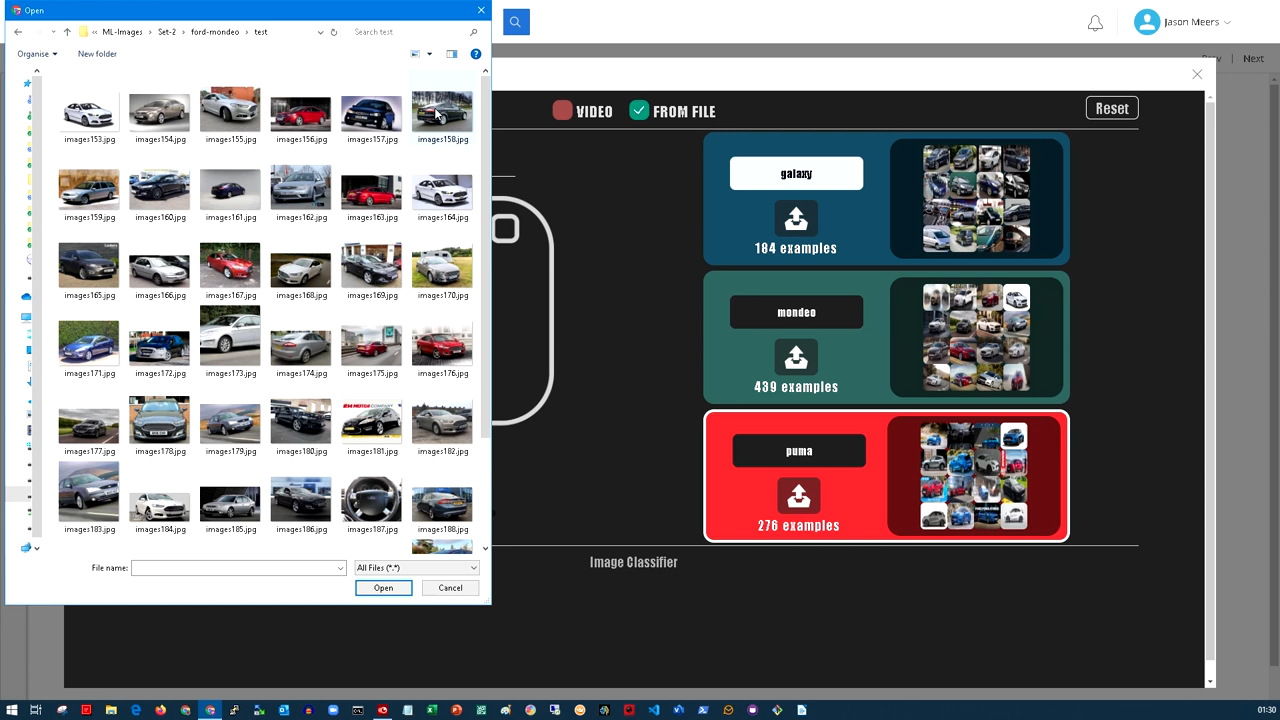 Open
« ML-Images › Set-2 › ford-mondeo › test
Search test
Organise
New folder
images153.jpg
images154.jpg
images155.jpg
images156.jpg
images157.jpg
images158.jpg
images159.jpg
images160.jpg
images161.jpg
images162.jpg
images163.jpg
images164.jpg
images165.jpg
images166.jpg
images167.jpg
images168.jpg
images169.jpg
images170.jpg
images171.jpg
images172.jpg
images173.jpg
images174.jpg
images175.jpg
images176.jpg
images177.jpg
images178.jpg
images179.jpg
images180.jpg
images181.jpg
images182.jpg
images183.jpg
images184.jpg
images185.jpg
images186.jpg
images187.jpg
images188.jpg
File name:
All Files (*.*)
Open
Cancel
Jason Meers
Next
VIDEO
FROM FILE
Reset
galaxy
184 examples
mondeo
439 examples
puma
276 examples
Image Classifier
01:30